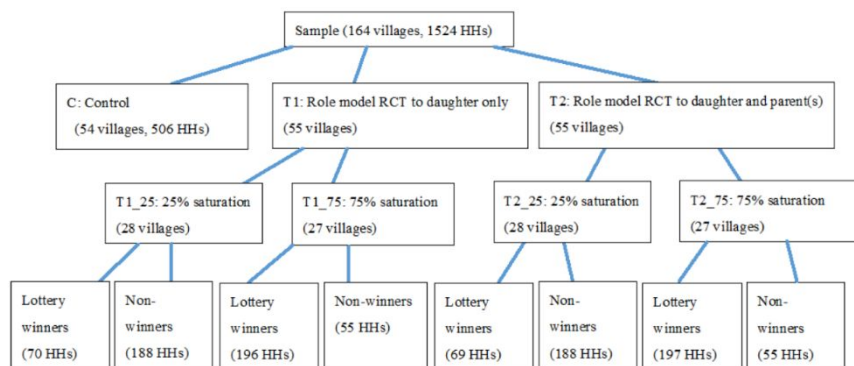 Sample (164 villages, 1524 HHs)
C: Control
(54 villages, 506 HHs)
T1: Role model RCT to daughter only
(55 villages)
T2: Role model RCT to daughter and parent(s)
(55 villages)
T1_25: 25% saturation
(28 villages)
T1_75: 75% saturation
(27 villages)
T2_25: 25% saturation
(28 villages)
T2_75: 75% saturation
(27 villages)
Lottery
winners
(70 HHs)
Non-
winners
(188 HHs)
Lottery
winners
(196 HHs)
Non-winners
(55 HHs)
Lottery
winners
(69 HHs)
Non-
winners
(188 HHs)
Lottery
winners
(197 HHs)
Non-
winners
(55 HHs)